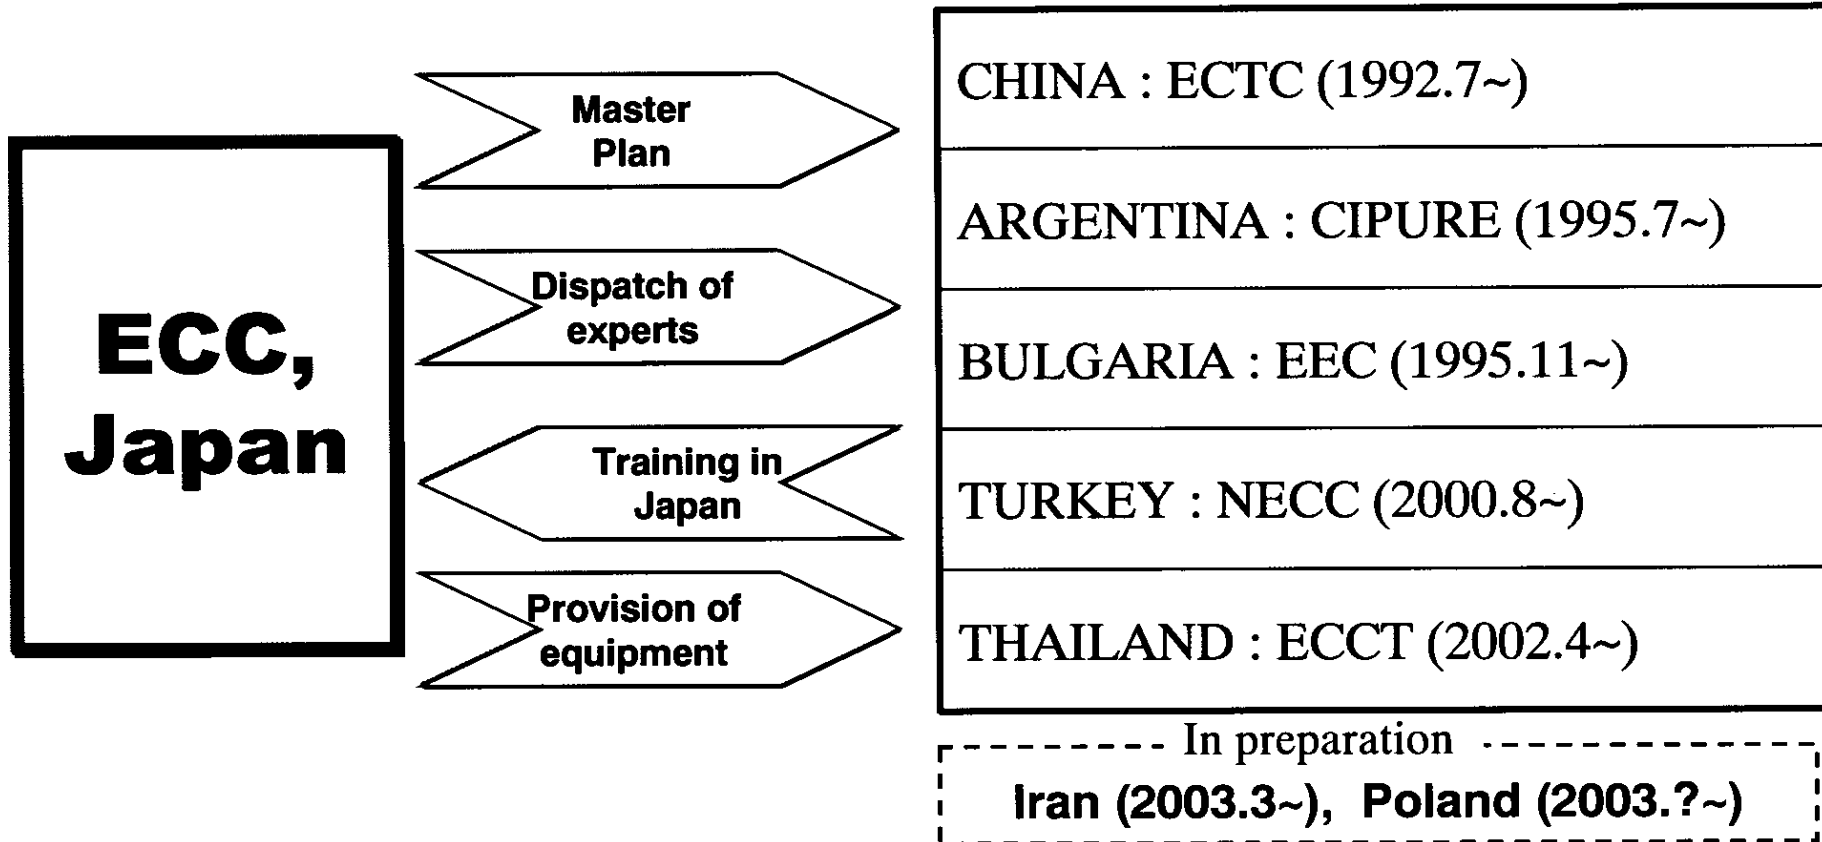 ECC,
Japan
Master
Plan
Dispatch of
experts
Training in
Japan
Provision of
equipment
CHINA : ECTC (1992.7~)
ARGENTINA : CIPURE (1995.7~)
BULGARIA : EEC (1995.11~)
TURKEY : NECC (2000.8~)
THAILAND : ECCT (2002.4~)
In preparation
Iran (2003.3~), Poland (2003.?~)